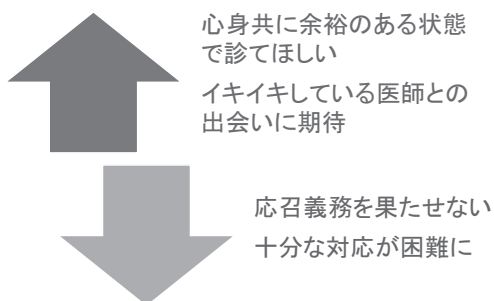 心身共に余裕のある状態
で診てほしい
イキイキしている医師との
出会いに期待
応召義務を果たせない
十分な対応が困難に